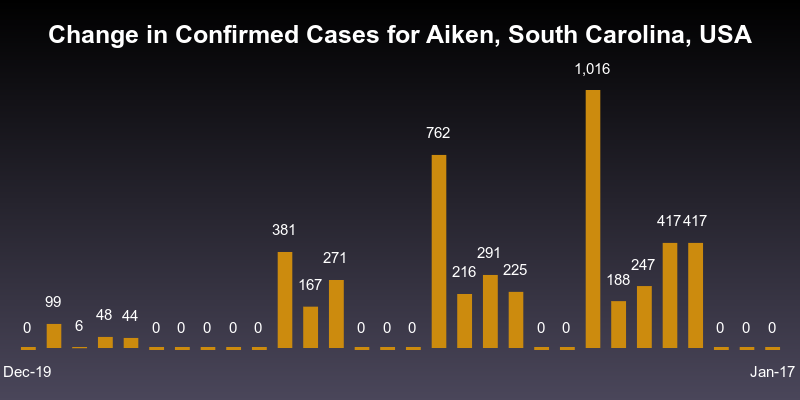 Change in Confirmed Cases for Aiken, South Carolina, USA
0 99 6 48 44 0 0 0 0 0 381 167 271 0 0 0 762 216 291 225 0 0 1,016 188 247 417 417 0 0 0
Dec-19 Jan-17